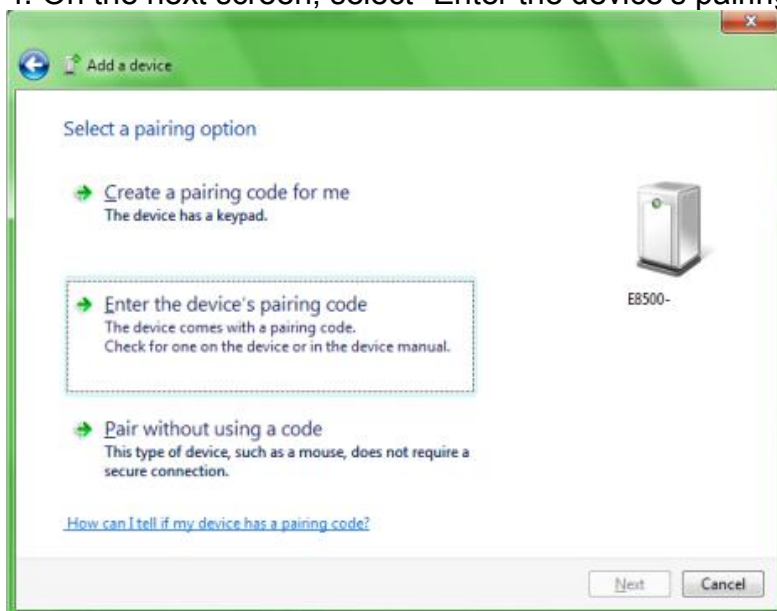 4. On the next screen, select "Enter the device's pairing
Add a device
Select a pairing option
Create a pairing code for me
The device has a keypad.
Enter the device's pairing code
The device comes with a pairing code.
Check for one on the device or in the device manual.
E8500-
Pair without using a code
This type of device, such as a mouse, does not require a
secure connection.
How can I tell if my device has a pairing code?
Next
Cancel